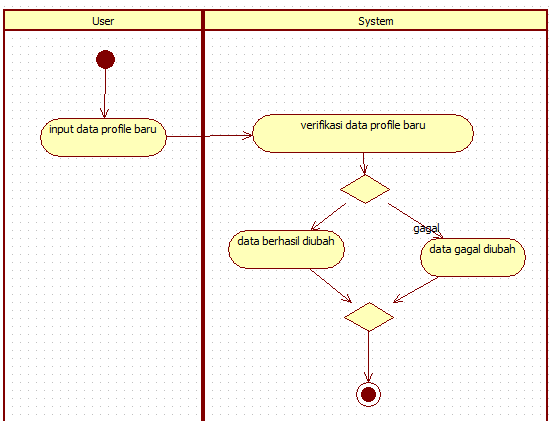 User
System
input data profile baru
verifikasi data profile baru
gagal
data berhasil diubah
data gagal diubah